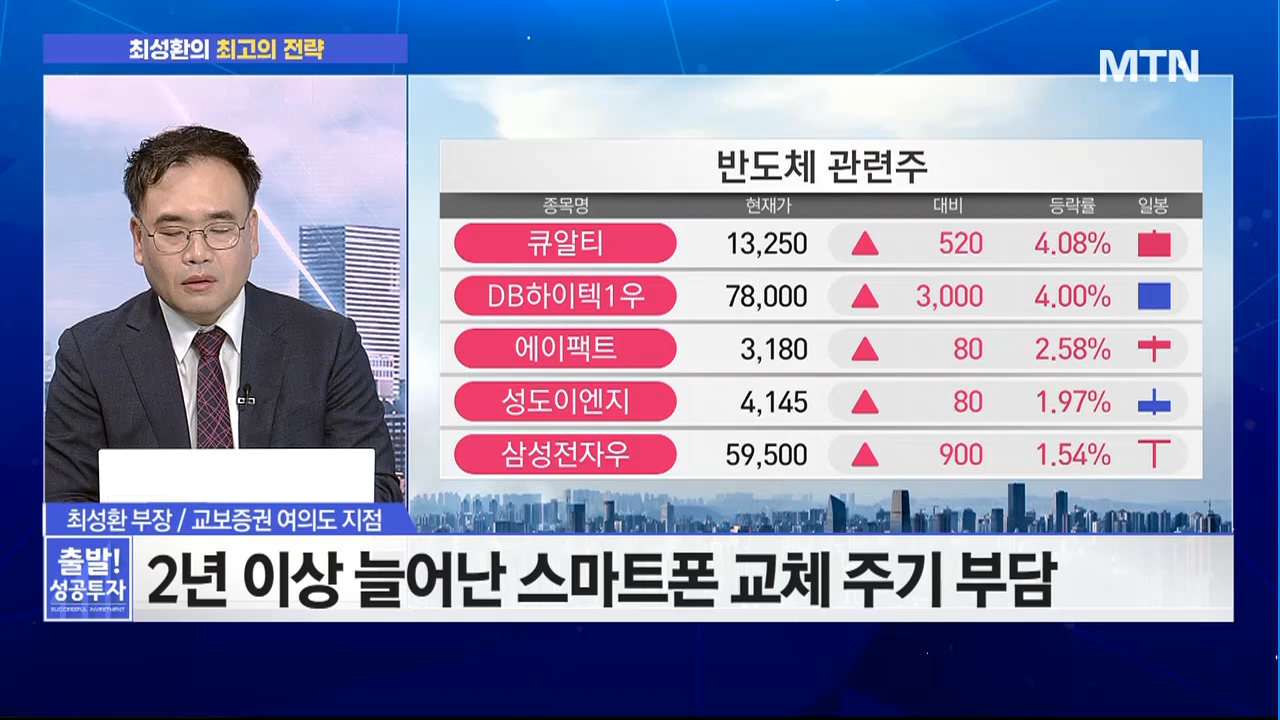 최성환의 최고의 전략
MTN
반도체 관련주
종목명 현재가 대비 등락률 일봉
큐알티 13,250 ▲ 520 4.08%
DB하이텍1우 78,000 ▲ 3,000 4.00%
에이팩트 3,180 ▲ 80 2.58%
성도이엔지 4,145 ▲ 80 1.97%
삼성전자우 59,500 ▲ 900 1.54%
최성환 부장 / 교보증권 여의도 지점
출발!
성공투자
SUCCESSFUL INVESTMENT
2년 이상 늘어난 스마트폰 교체 주기 부담